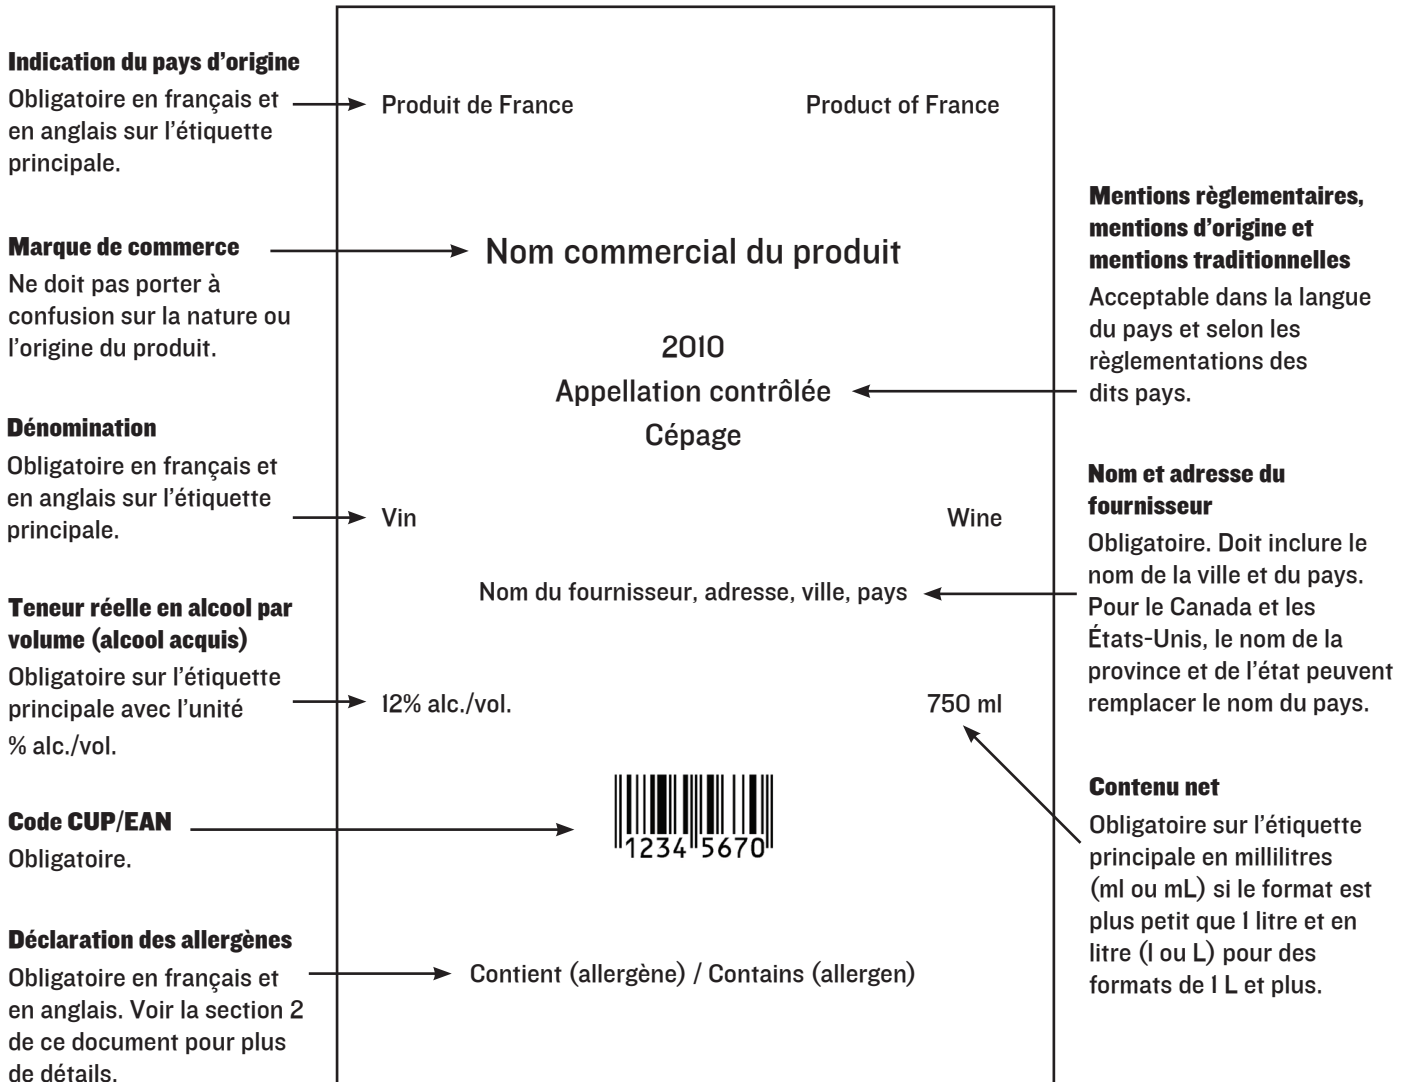 Indication du pays d'origine
Obligatoire en français et
en anglais sur l'étiquette
principale.
Marque de commerce
Ne doit pas porter à
confusion sur la nature ou
l'origine du produit.
Dénomination
Obligatoire en français et
en anglais sur l'étiquette
principale.
Teneur réelle en alcool par
volume (alcool acquis)
Obligatoire sur l'étiquette
principale avec l'unité
% alc./vol.
Code CUP/EAN
Obligatoire.
Déclaration des allergènes
Obligatoire en français et
en anglais. Voir la section 2
de ce document pour plus
de détails.
Produit de France
Product of France
Nom commercial du produit
2010
Appellation contrôlée
Cépage
Vin
Wine
Nom du fournisseur, adresse, ville, pays
12% alc./vol.
750 ml
1234 5670
Contient (allergène) / Contains (allergen)
Mentions règlementaires,
mentions d'origine et
mentions traditionnelles
Acceptable dans la langue
du pays et selon les
règlementations des
dits pays.
Nom et adresse du
fournisseur
Obligatoire. Doit inclure le
nom de la ville et du pays.
Pour le Canada et les
États-Unis, le nom de la
province et de l'état peuvent
remplacer le nom du pays.
Contenu net
Obligatoire sur l'étiquette
principale en millilitres
(ml ou mL) si le format est
plus petit que 1 litre et en
litre (l ou L) pour des
formats de 1 L et plus.